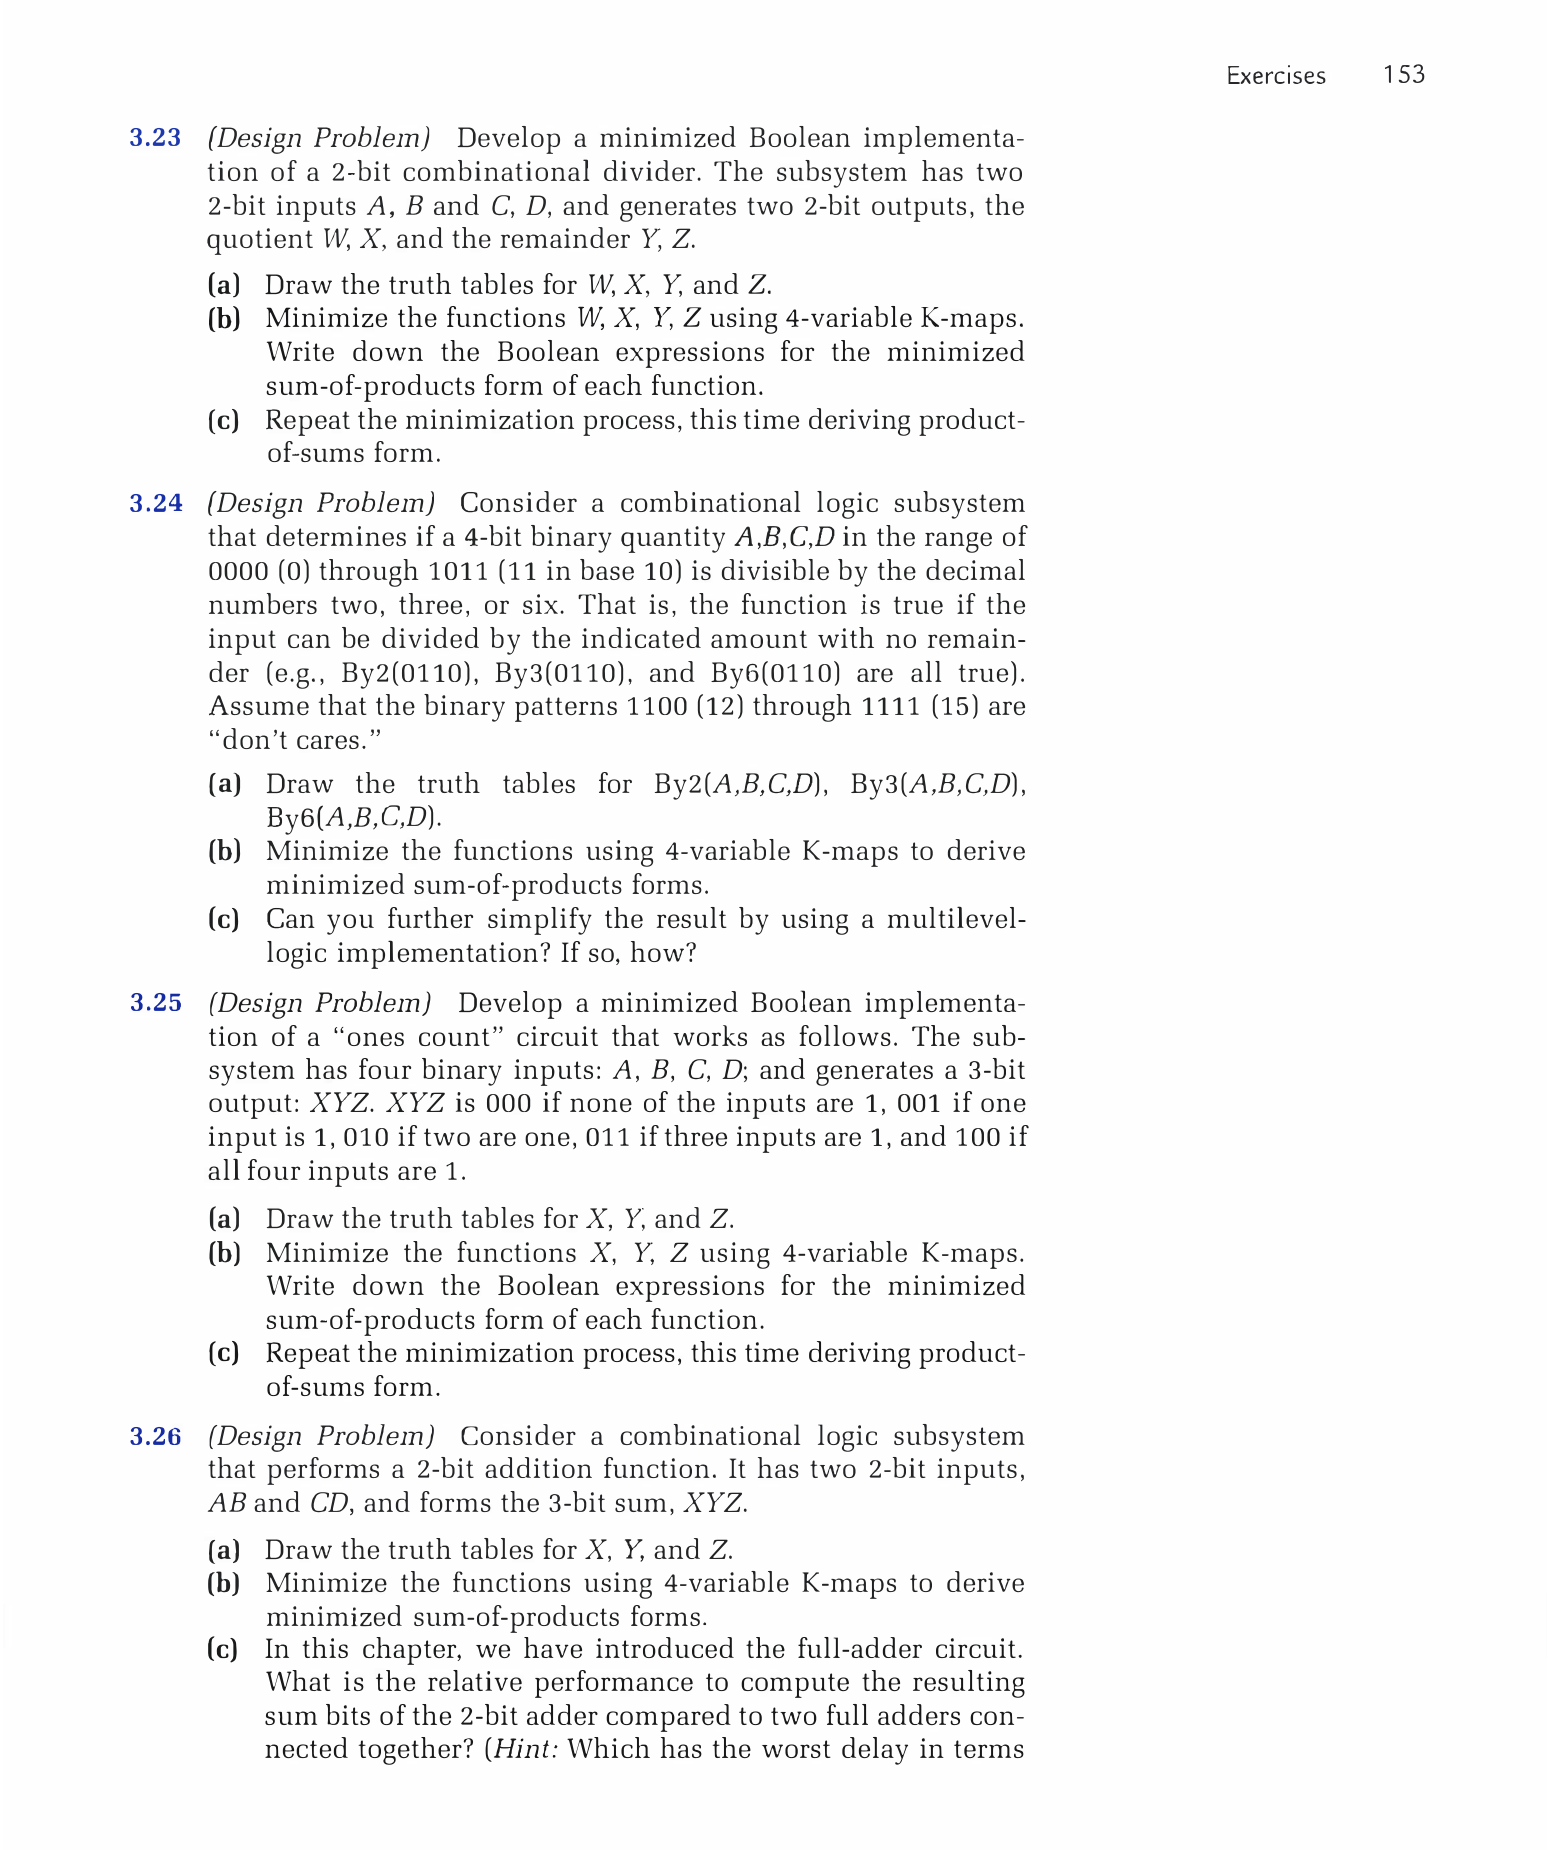 Exercises 153
3.23 (Design Problem) Develop a minimized Boolean implementa-
tion of a 2-bit combinational divider. The subsystem has two
2-bit inputs A, B and C, D, and generates two 2-bit outputs, the
quotient W, X, and the remainder Y, Z.
(a) Draw the truth tables for W, X, Y, and Z.
(b) Minimize the functions W, X, Y, Z using 4-variable K-maps.
Write down the Boolean expressions for the minimized
sum-of-products form of each function.
(c) Repeat the minimization process, this time deriving product-
of-sums form.
3.24 (Design Problem) Consider a combinational logic subsystem
that determines if a 4-bit binary quantity A,B,C,D in the range of
0000 (0) through 1011 (11 in base 10) is divisible by the decimal
numbers two, three, or six. That is, the function is true if the
input can be divided by the indicated amount with no remain-
der (e.g., By2(0110), By3(0110), and By6(0110) are all true).
Assume that the binary patterns 1100 (12) through 1111 (15) are
“don’t cares.”
(a) Draw the truth tables for By2(A,B,C,D), By3(A,B,C,D),
By6(A,B,C,D).
(b) Minimize the functions using 4-variable K-maps to derive
minimized sum-of-products forms.
(c) Can you further simplify the result by using a multilevel-
logic implementation? If so, how?
3.25 (Design Problem) Develop a minimized Boolean implementa-
tion of a “ones count” circuit that works as follows. The sub-
system has four binary inputs: A, B, C, D; and generates a 3-bit
output: XYZ. XYZ is 000 if none of the inputs are 1, 001 if one
input is 1, 010 if two are one, 011 if three inputs are 1, and 100 if
all four inputs are 1.
(a) Draw the truth tables for X, Y, and Z.
(b) Minimize the functions X, Y, Z using 4-variable K-maps.
Write down the Boolean expressions for the minimized
sum-of-products form of each function.
(c) Repeat the minimization process, this time deriving product-
of-sums form.
3.26 (Design Problem) Consider a combinational logic subsystem
that performs a 2-bit addition function. It has two 2-bit inputs,
AB and CD, and forms the 3-bit sum, XYZ.
(a) Draw the truth tables for X, Y, and Z.
(b) Minimize the functions using 4-variable K-maps to derive
minimized sum-of-products forms.
(c) In this chapter, we have introduced the full-adder circuit.
What is the relative performance to compute the resulting
sum bits of the 2-bit adder compared to two full adders con-
nected together? (Hint: Which has the worst delay in terms